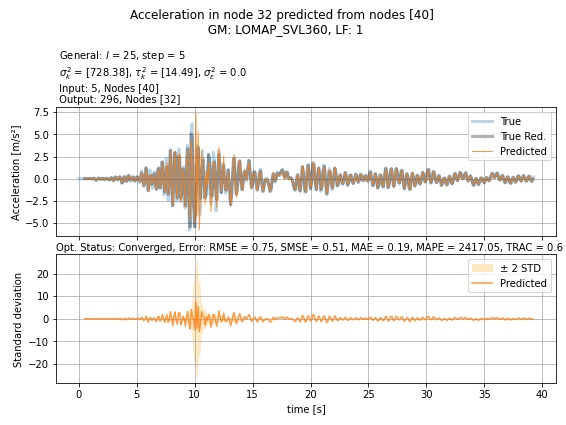 Acceleration in node 32 predicted from nodes [40]
GM: LOMAP_SVL360, LF: 1
General: l = 25, step = 5
σ²ₖ = [728.38], τ²ₖ = [14.49], σ²ε = 0.0
Input: 5, Nodes [40]
Output: 296, Nodes [32]
Acceleration [m/s²]
7.5
5.0
2.5
0.0
−2.5
−5.0
True
True Red.
Predicted
Opt. Status: Converged, Error: RMSE = 0.75, SMSE = 0.51, MAE = 0.19, MAPE = 2417.05, TRAC = 0.6
Standard deviation
20
10
0
−10
−20
± 2 STD
Predicted
0 5 10 15 20 25 30 35 40
time [s]